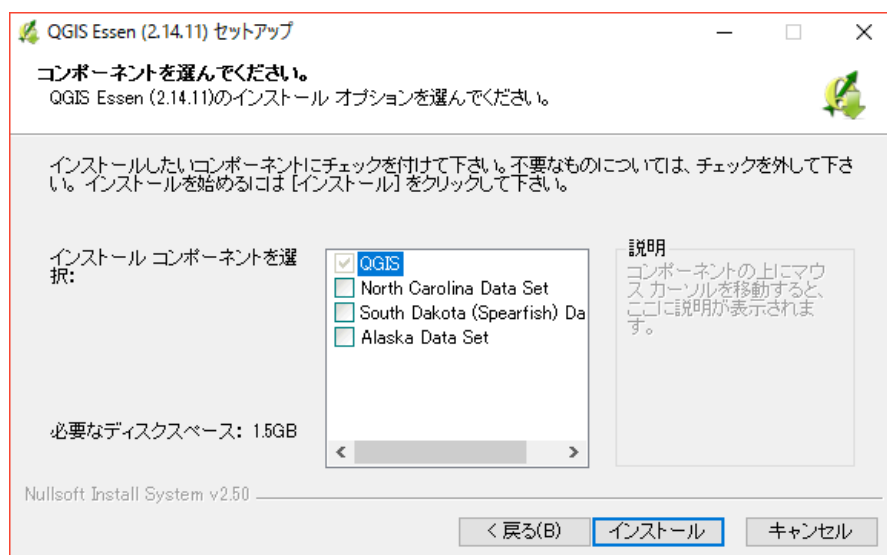 QGIS Essen (2.14.11) セットアップ
コンポーネントを選んでください。
QGIS Essen (2.14.11)のインストール オプションを選んでください。
インストールしたいコンポーネントにチェックを付けて下さい。不要なものについては、チェックを外して下さ
い。インストールを始めるには [インストール] をクリックして下さい。
インストール コンポーネントを選
択:
QGIS
North Carolina Data Set
South Dakota (Spearfish) Da
Alaska Data Set
説明
コンポーネントの上にマウ
ス カーソルを移動すると、
ここに説明が表示されま
す。
必要なディスクスペース: 1.5GB
Nullsoft Install System v2.50
< 戻る(B)
インストール
キャンセル